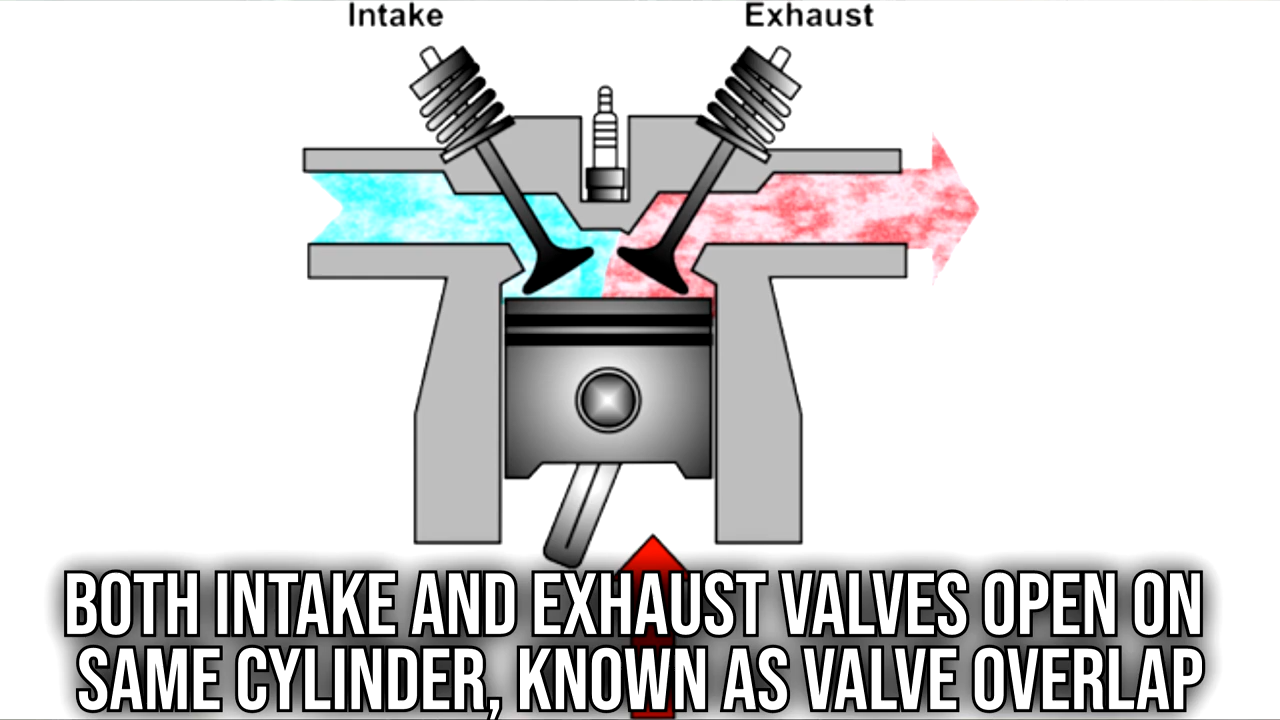 Intake
Exhaust
BOTH INTAKE AND EXHAUST VALVES OPEN ON
SAME CYLINDER, KNOWN AS VALVE OVERLAP